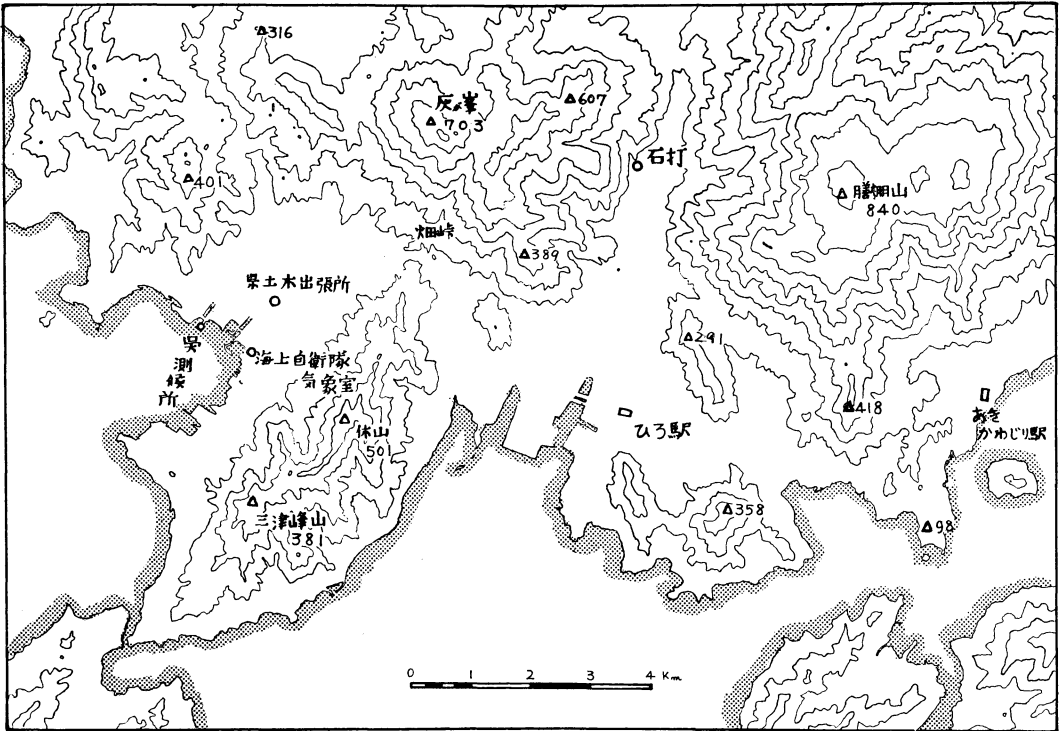 △316
灰ヶ峯
△703
△607
石打
△401
膳棚山
840
畑峠
△389
県土木出張所
呉測候所
海上自衛隊
気象室
△291
休山
501
△418
あき
かわじり駅
ひろ駅
三津峰山
381
△358
△98
0 1 2 3 4 Km